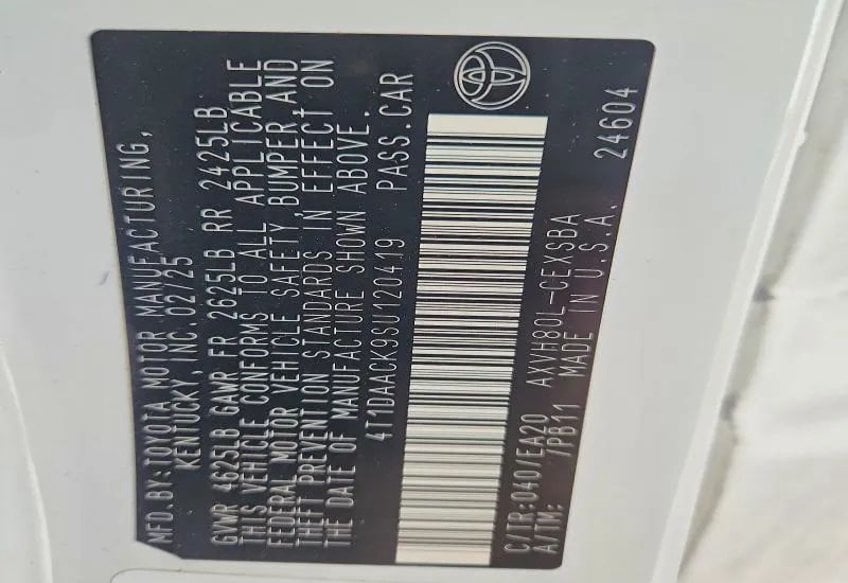 MFD.BY:TOYOTA MOTOR MANUFACTURING,
KENTUCKY, INC.02/25
GVWR 4625LB GAWR FR 2625LB RR 2425LB
THIS VEHICLE CONFORMS TO ALL APPLICABLE
FEDERAL MOTOR VEHICLE SAFETY,BUMPER,AND
THEFT PREVENTION STANDARDS IN EFFECT ON
THE DATE OF MANUFACTURE SHOWN ABOVE.
4T1DAACK9SU120419 PASS.CAR
C/TR:040/EA20 AXVH80L-CEXSBA
A/TM: /PB11 MADE IN U.S.A.
24604